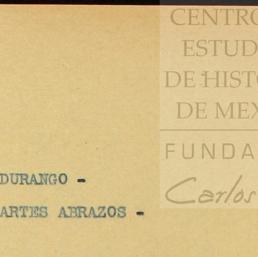 CENTRO
ESTUD
DE HISTO
DE MEX
FUNDA
Carlos
DURANGO -
ARTES ABRAZOS -